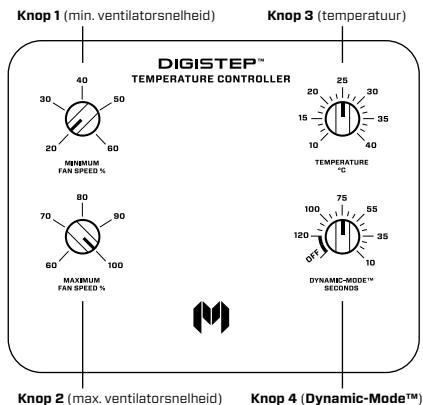 Knop 1 (min. ventilatorsnelheid)
Knop 3 (temperatuur)
DIGISTEP™
TEMPERATURE CONTROLLER
20 30 40 50 60
MINIMUM
FAN SPEED %
10 15 20 25 30 35 40
TEMPERATURE
°C
60 70 80 90 100
MAXIMUM
FAN SPEED %
OFF 120 100 75 55 35 10
DYNAMIC-MODE™
SECONDS
Knop 2 (max. ventilatorsnelheid)
Knop 4 (Dynamic-Mode™)